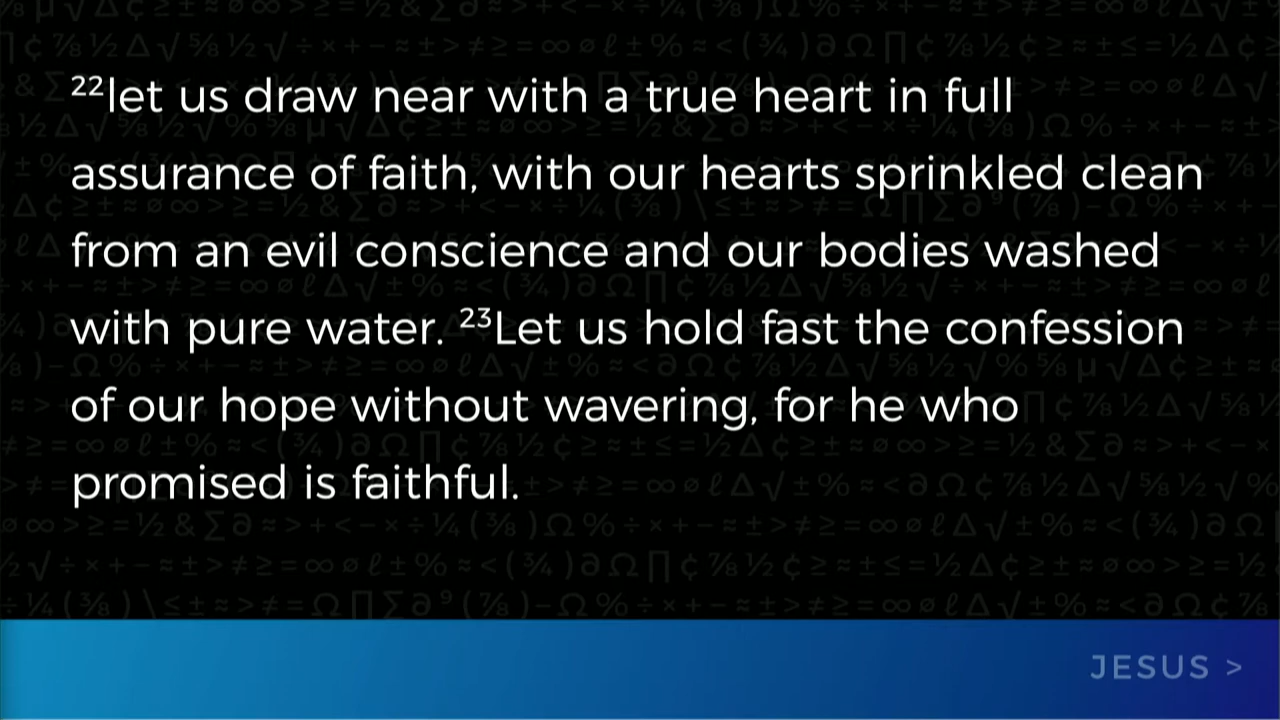 ²²let us draw near with a true heart in full
assurance of faith, with our hearts sprinkled clean
from an evil conscience and our bodies washed
with pure water. ²³Let us hold fast the confession
of our hope without wavering, for he who
promised is faithful.
JESUS >